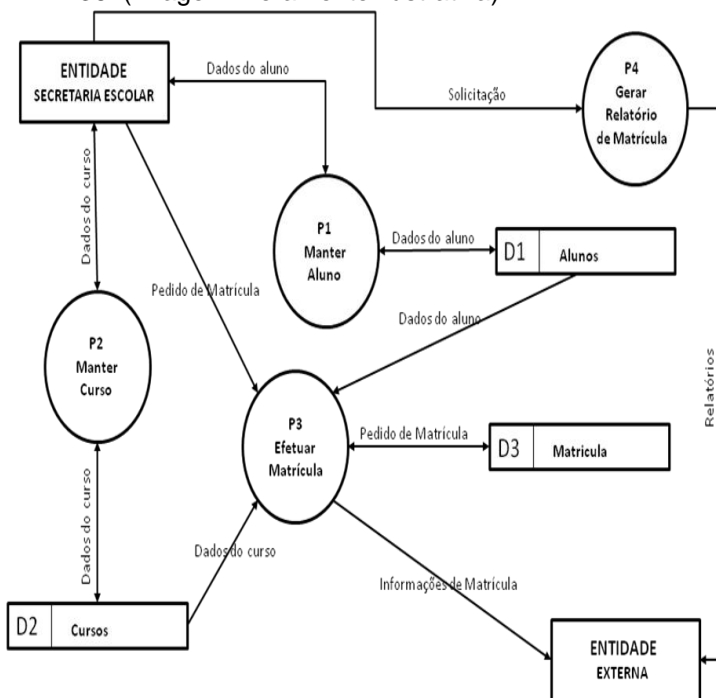 ENTIDADE
SECRETARIA ESCOLAR
Dados do aluno
Solicitação
P4
Gerar
Relatório
de Matrícula
Dados do curso
P1
Manter
Aluno
Dados do aluno
D1 Alunos
Pedido de Matrícula
Dados do aluno
P2
Manter
Curso
Relatórios
P3
Efetuar
Matrícula
Pedido de Matrícula
D3 Matricula
Dados do curso
Dados do curso
Informações de Matrícula
D2 Cursos
ENTIDADE
EXTERNA